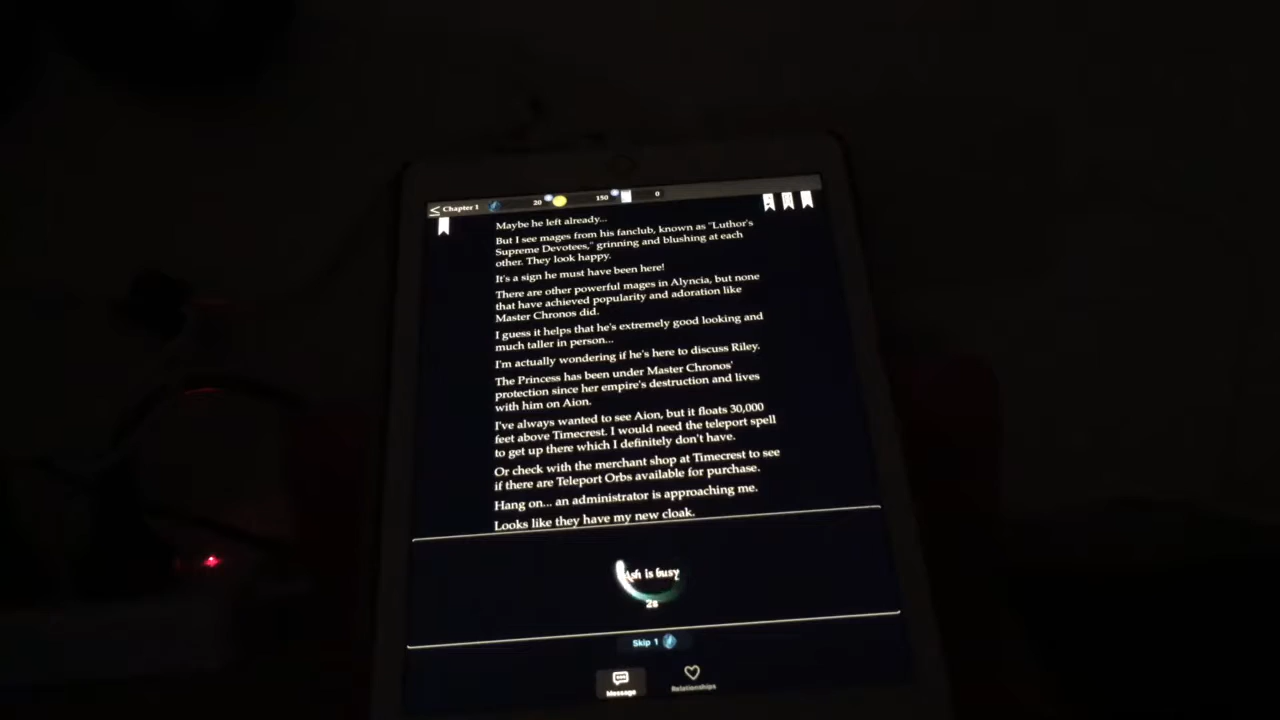 < Chapter 1 20 150 0
Maybe he left already...
But I see mages from his fanclub, known as "Luthor's
Supreme Devotees," grinning and blushing at each
other. They look happy.
It's a sign he must have been here!
There are other powerful mages in Alyncia, but none
that have achieved popularity and adoration like
Master Chronos did.
I guess it helps that he's extremely good looking and
much taller in person...
I'm actually wondering if he's here to discuss Riley.
The Princess has been under Master Chronos'
protection since her empire's destruction and lives
with him on Aion.
I've always wanted to see Aion, but it floats 30,000
feet above Timecrest. I would need the teleport spell
to get up there which I definitely don't have.
Or check with the merchant shop at Timecrest to see
if there are Teleport Orbs available for purchase.
Hang on... an administrator is approaching me.
Looks like they have my new cloak.
Ash is busy
2s
Skip 1
Message
Relationships